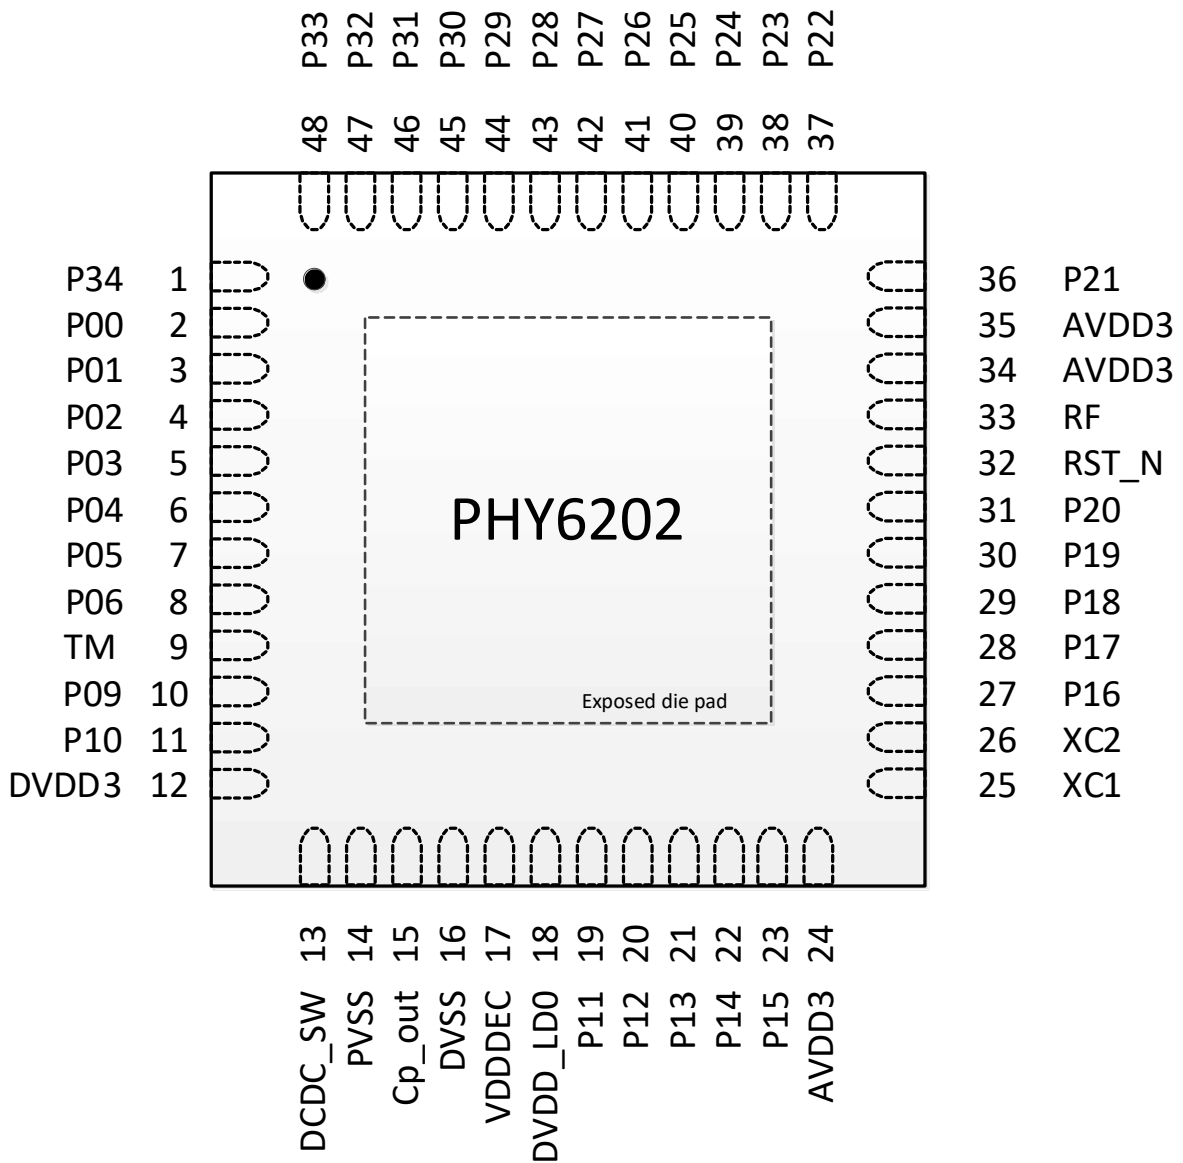 P33 P32 P31 P30 P29 P28 P27 P26 P25 P24 P23 P22
48 47 46 45 44 43 42 41 40 39 38 37
P34 1 36 P21
P00 2 35 AVDD3
P01 3 34 AVDD3
P02 4 33 RF
P03 5 32 RST_N
P04 6 31 P20
PHY6202
P05 7 30 P19
P06 8 29 P18
TM 9 28 P17
P09 10 27 P16
Exposed die pad
P10 11 26 XC2
DVDD3 12 25 XC1
13 14 15 16 17 18 19 20 21 22 23 24
DCDC_SW PVSS Cp_out DVSS VDDDEC DVDD_LD0 P11 P12 P13 P14 P15 AVDD3